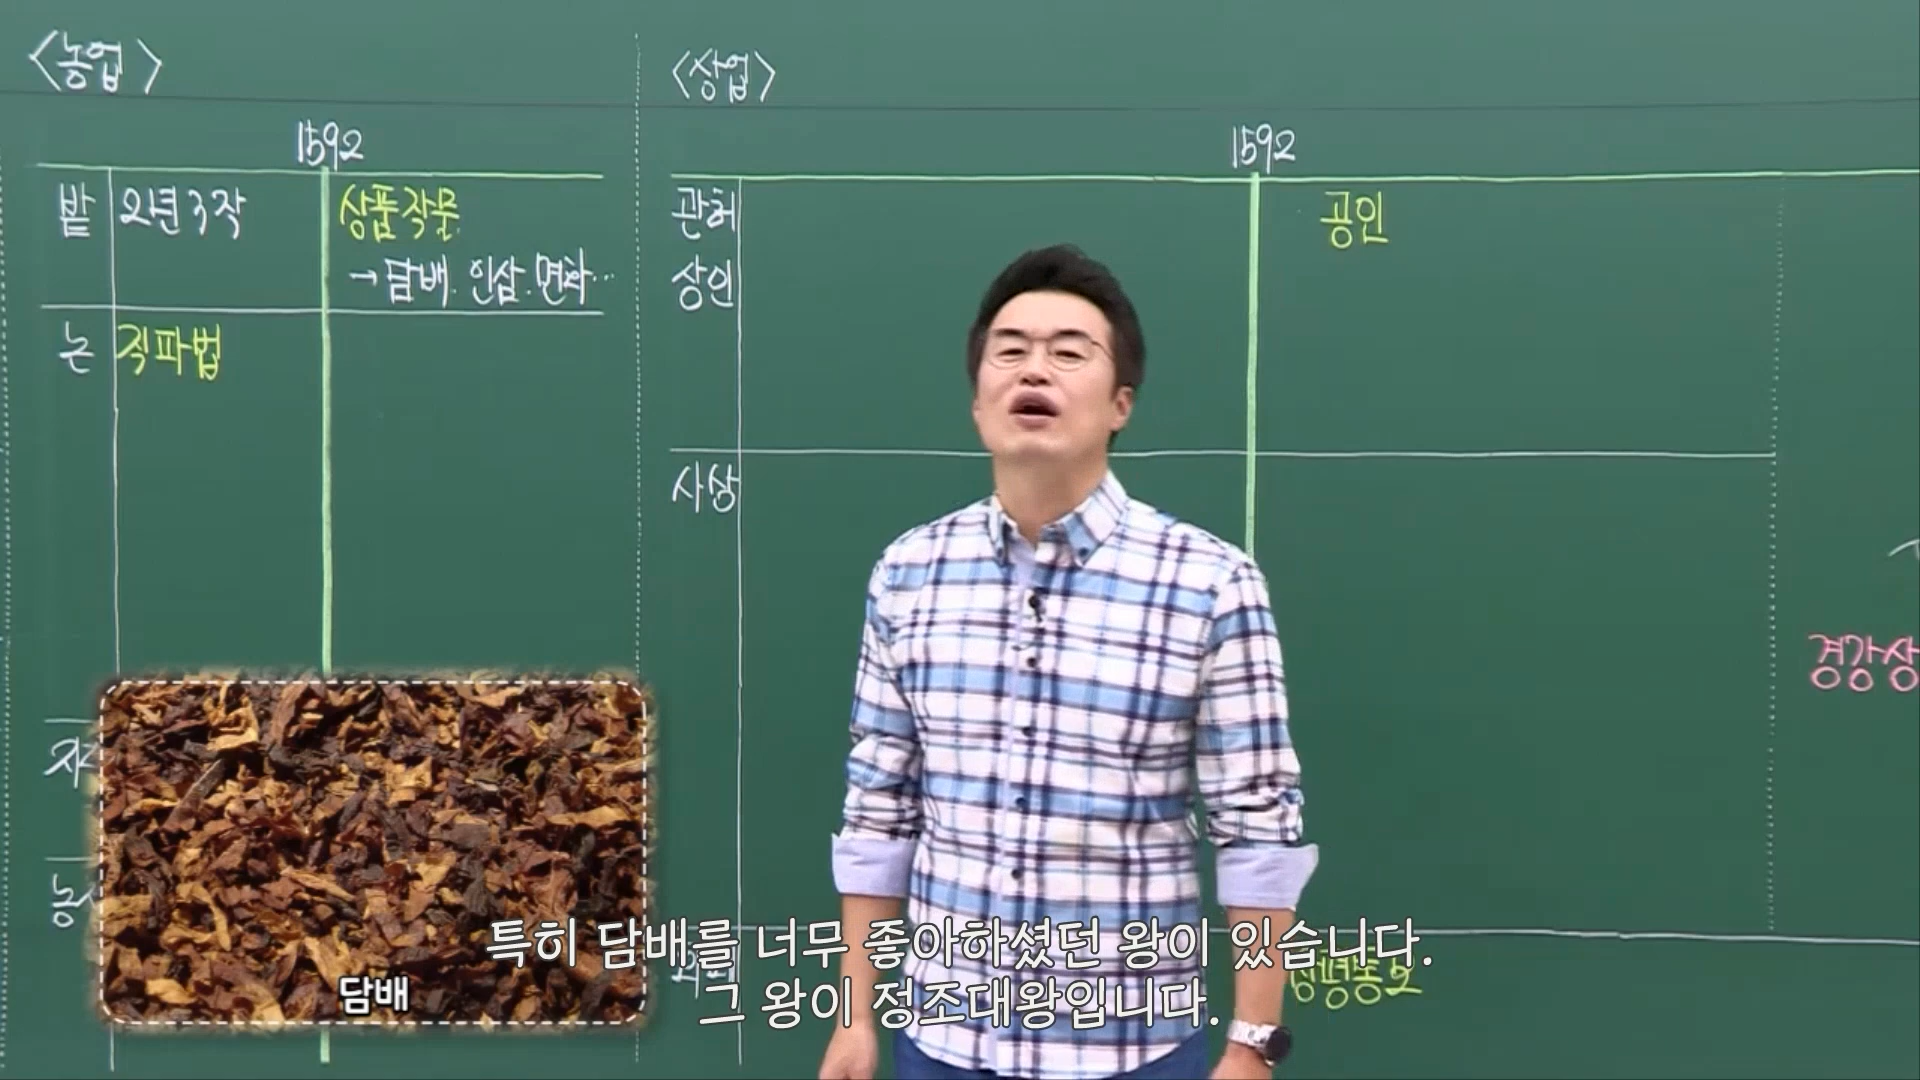 <농업>
<상업>
1592
1592
밭
2년 3작
상품 작물
관허
상인
공인
→ 담배. 인삼. 면화...
논
직파법
사상
경강상
담배
특히 담배를 너무 좋아하셨던 왕이 있습니다.
그 왕이 정조대왕입니다.